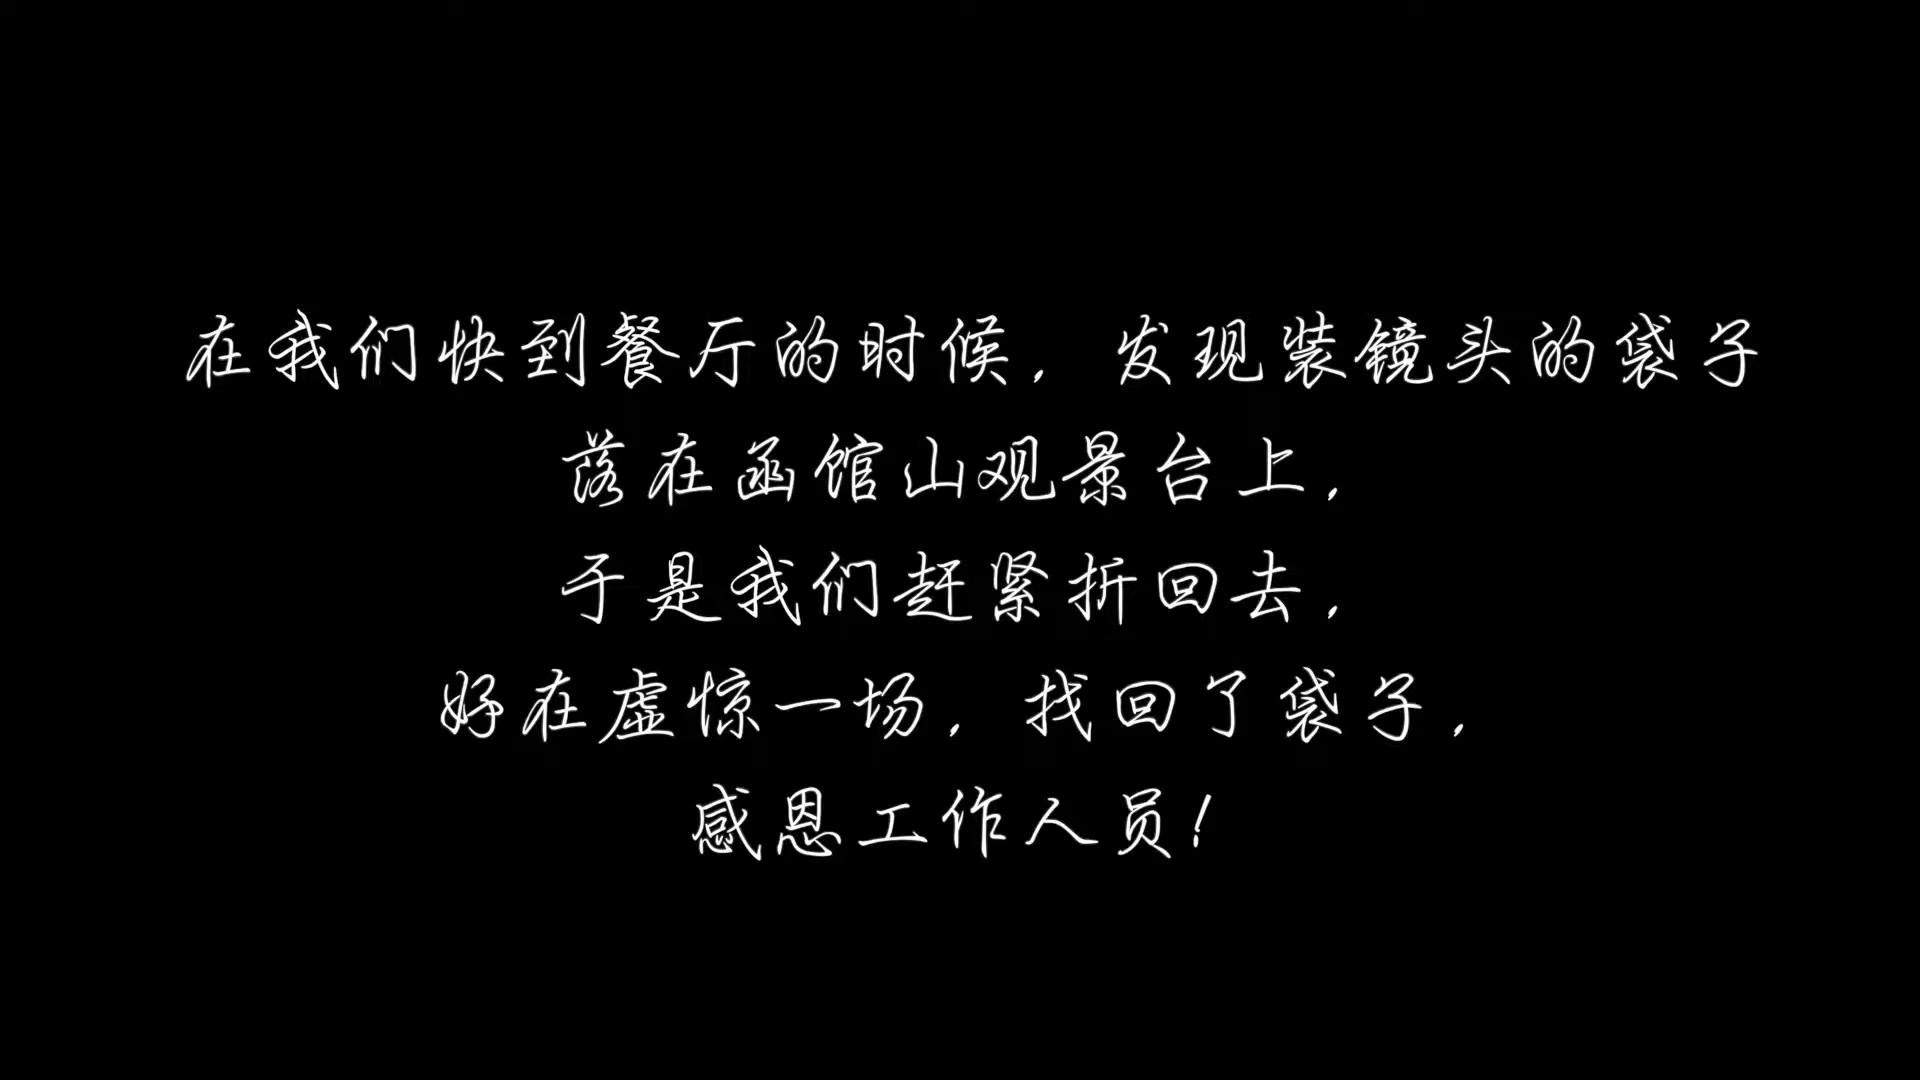 在我们快到餐厅的时候，发现装镜头的袋子
落在函馆山观景台上，
于是我们赶紧折回去，
好在虚惊一场，找回了袋子，
感恩工作人员！